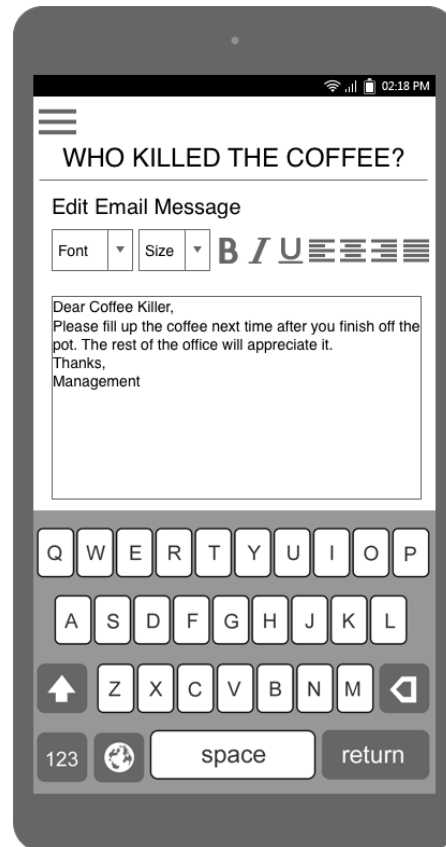 02:18 PM
WHO KILLED THE COFFEE?
Edit Email Message
Font Size B I U
Dear Coffee Killer,
Please fill up the coffee next time after you finish off the
pot. The rest of the office will appreciate it.
Thanks,
Management
Q W E R T Y U I O P
A S D F G H J K L
Z X C V B N M
123 space return